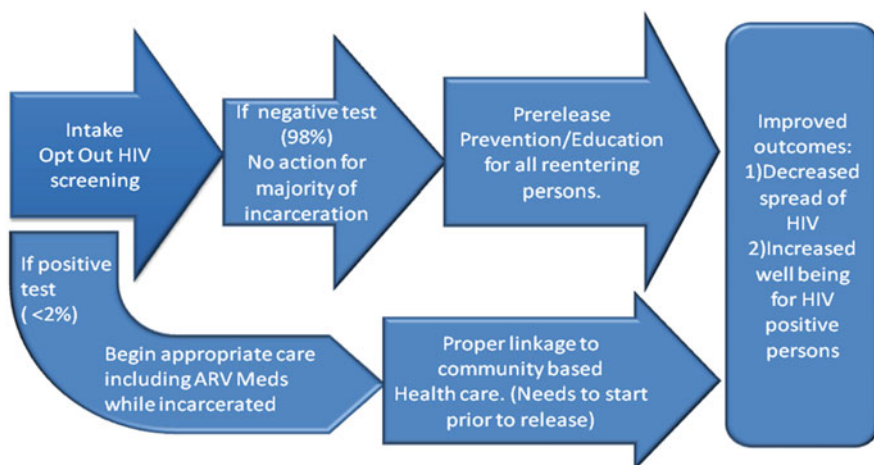 Intake
Opt Out HIV
screening
If negative test
(98%)
No action for
majority of
incarceration
Prerelease
Prevention/Education
for all reentering
persons.
Improved
outcomes:
1)Decreased
spread of
HIV
2)Increased
well being
for HIV
positive
persons
If positive
test
( <2%)
Begin appropriate care
including ARV Meds
while incarcerated
Proper linkage to
community based
Health care. (Needs to start
prior to release)